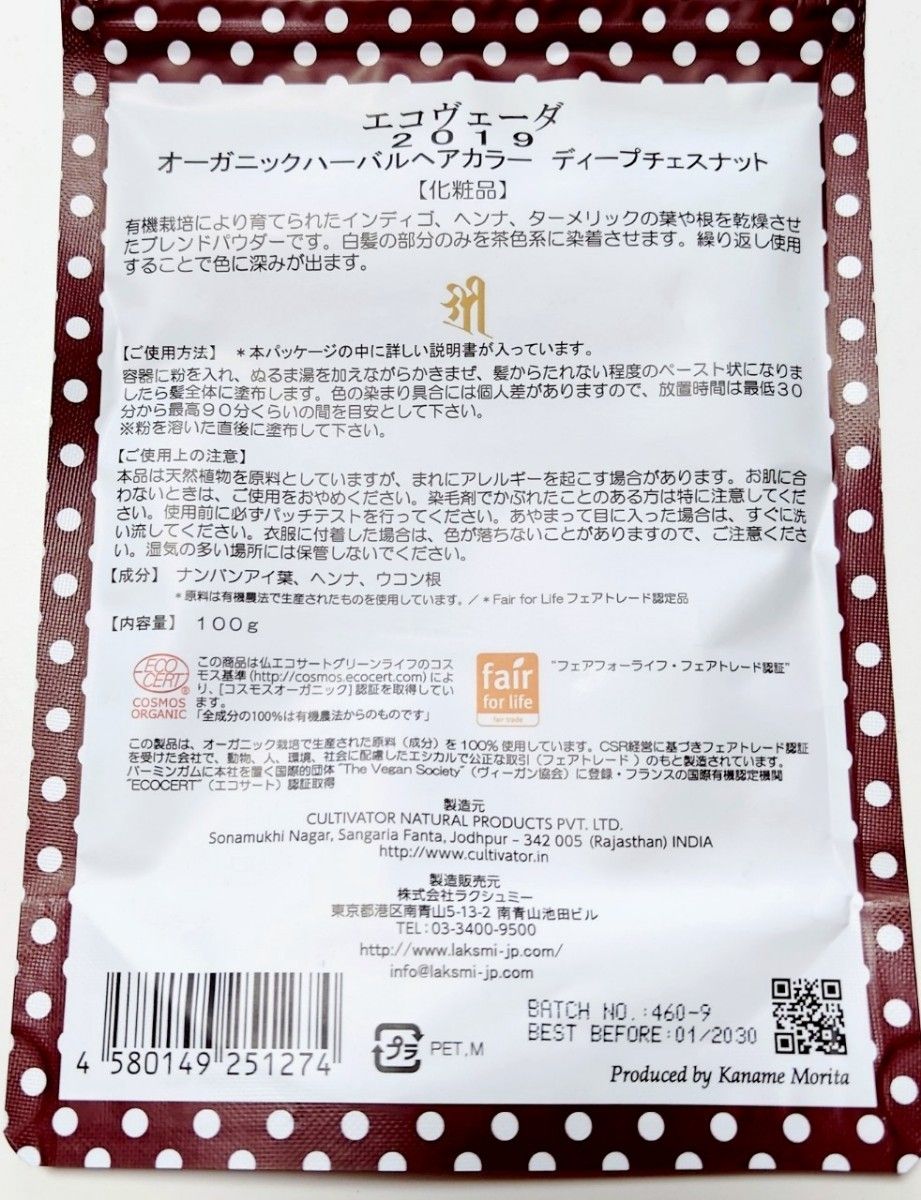 エコヴェーダ
2019
オーガニックハーバルヘアカラー ディープチェスナット
【化粧品】
有機栽培により育てられたインディゴ、ヘンナ、ターメリックの葉や根を乾燥させ
たブレンドパウダーです。白髪の部分のみを茶色系に染着させます。繰り返し使用
することで色に深みが出ます。
श्री
【ご使用方法】 *本パッケージの中に詳しい説明書が入っています。
容器に粉を入れ、ぬるま湯を加えながらかきまぜ、髪からたれない程度のペースト状になりま
したら髪全体に塗布します。色の染まり具合には個人差がありますので、放置時間は最低30
分から最高90分くらいの間を目安として下さい。
※粉を溶いた直後に塗布して下さい。
【ご使用上の注意】
本品は天然植物を原料としていますが、まれにアレルギーを起こす場合があります。お肌に合
わないときは、ご使用をおやめください。染毛剤でかぶれたことのある方は特に注意してくだ
さい。使用前に必ずパッチテストを行ってください。あやまって目に入った場合は、すぐに洗
い流してください。衣服に付着した場合は、色が落ちないことがありますので、ご注意くださ
い。湿気の多い場所には保管しないでください。
【成分】 ナンバンアイ葉、ヘンナ、ウコン根
*原料は有機農法で生産されたものを使用しています。/ *Fair for Life フェアトレード認定品
【内容量】 100g
ECO
CERT®
COSMOS
ORGANIC
この商品は仏エコサートグリーンライフのコス
モス基準(http://cosmos.ecocert.com)によ
り、[コスモスオーガニック]認証を取得してい
ます。
「全成分の100%は有機農法からのものです」
fair
for life
fair trade
"フェアフォーライフ・フェアトレード認証"
この製品は、オーガニック栽培で生産された原料(成分)を100%使用しています。CSR経営に基づきフェアトレード認証
を受けた会社で、動物、人、環境、社会に配慮したエシカルで公正な取引(フェアトレード)のもと製造されています。
バーミンガムに本社を置く国際的団体"The Vegan Society"(ヴィーガン協会)に登録・フランスの国際有機認定機関
"ECOCERT"(エコサート)認証取得
製造元
CULTIVATOR NATURAL PRODUCTS PVT. LTD.
Sonamukhi Nagar, Sangaria Fanta, Jodhpur - 342 005 (Rajasthan) INDIA
http://www.cultivator.in
製造販売元
株式会社ラクシュミー
東京都港区南青山5-13-2 南青山池田ビル
TEL:03-3400-9500
http://www.laksmi-jp.com/
info@laksmi-jp.com
4 580149 251274
プラ PET,M
BATCH NO.:460-9
BEST BEFORE:01/2030
Produced by Kaname Morita